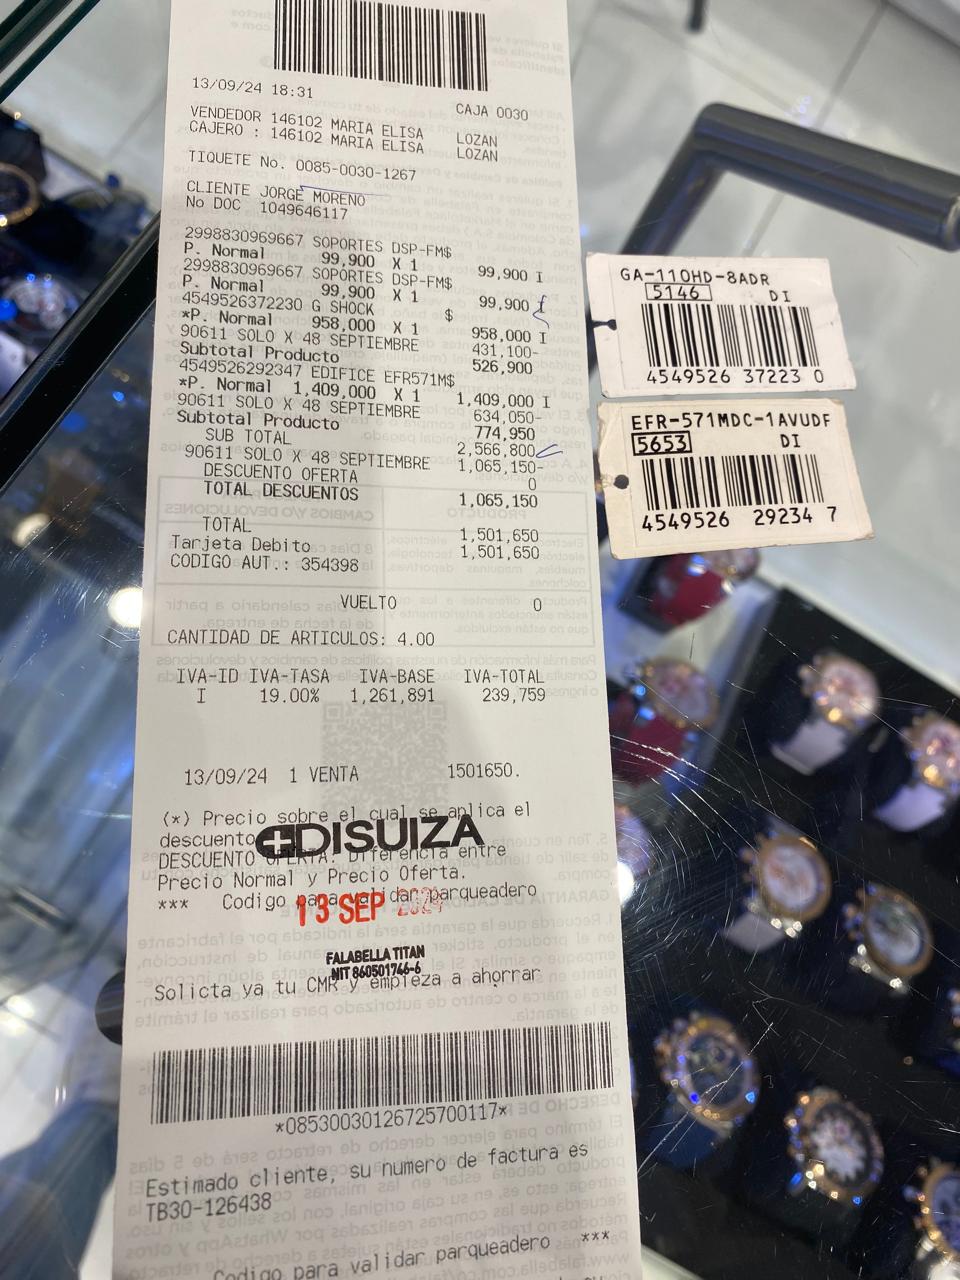 13/09/24 18:31 CAJA 0030
VENDEDOR 146102 MARIA ELISA LOZAN
CAJERO : 146102 MARIA ELISA LOZAN
TIQUETE No. 0085-0030-1267
CLIENTE JORGE MORENO
No DOC 1049646117
2998830969667 SOPORTES DSP-FM$
P. Normal 99,900 X 1 99,900 I
2998830969667 SOPORTES DSP-FM$
P. Normal 99,900 X 1 99,900 I
4549526372230 G SHOCK $
*P. Normal 958,000 X 1 958,000 I
90611 SOLO X 48 SEPTIEMBRE 431,100-
Subtotal Producto 526,900
4549526292347 EDIFICE EFR571M$
*P. Normal 1,409,000 X 1 1,409,000 I
90611 SOLO X 48 SEPTIEMBRE 634,050-
Subtotal Producto 774,950
SUB TOTAL 2,566,800
90611 SOLO X 48 SEPTIEMBRE 1,065,150-
DESCUENTO OFERTA 0
TOTAL DESCUENTOS 1,065,150
TOTAL 1,501,650
Tarjeta Debito 1,501,650
CODIGO AUT.: 354398
VUELTO 0
CANTIDAD DE ARTICULOS: 4.00
IVA-ID IVA-TASA IVA-BASE IVA-TOTAL
I 19.00% 1,261,891 239,759
13/09/24 1 VENTA 1501650.
(*) Precio sobre el cual se aplica el
descuento
DISUIZA
DESCUENTO OFERTA: Diferencia entre
Precio Normal y Precio Oferta.
*** Codigo para validar parqueadero
13 SEP 2024
FALABELLA TITAN
NIT 860501746-6
Solicta ya tu CMR y empieza a ahorrar
*08530030126725700117*
Estimado cliente, su numero de factura es
TB30-126438
Codigo para validar parqueadero ***
GA-110HD-8ADR
5146 DI
4549526 37223 0
EFR-571MDC-1AVUDF
5653 DI
4549526 29234 7